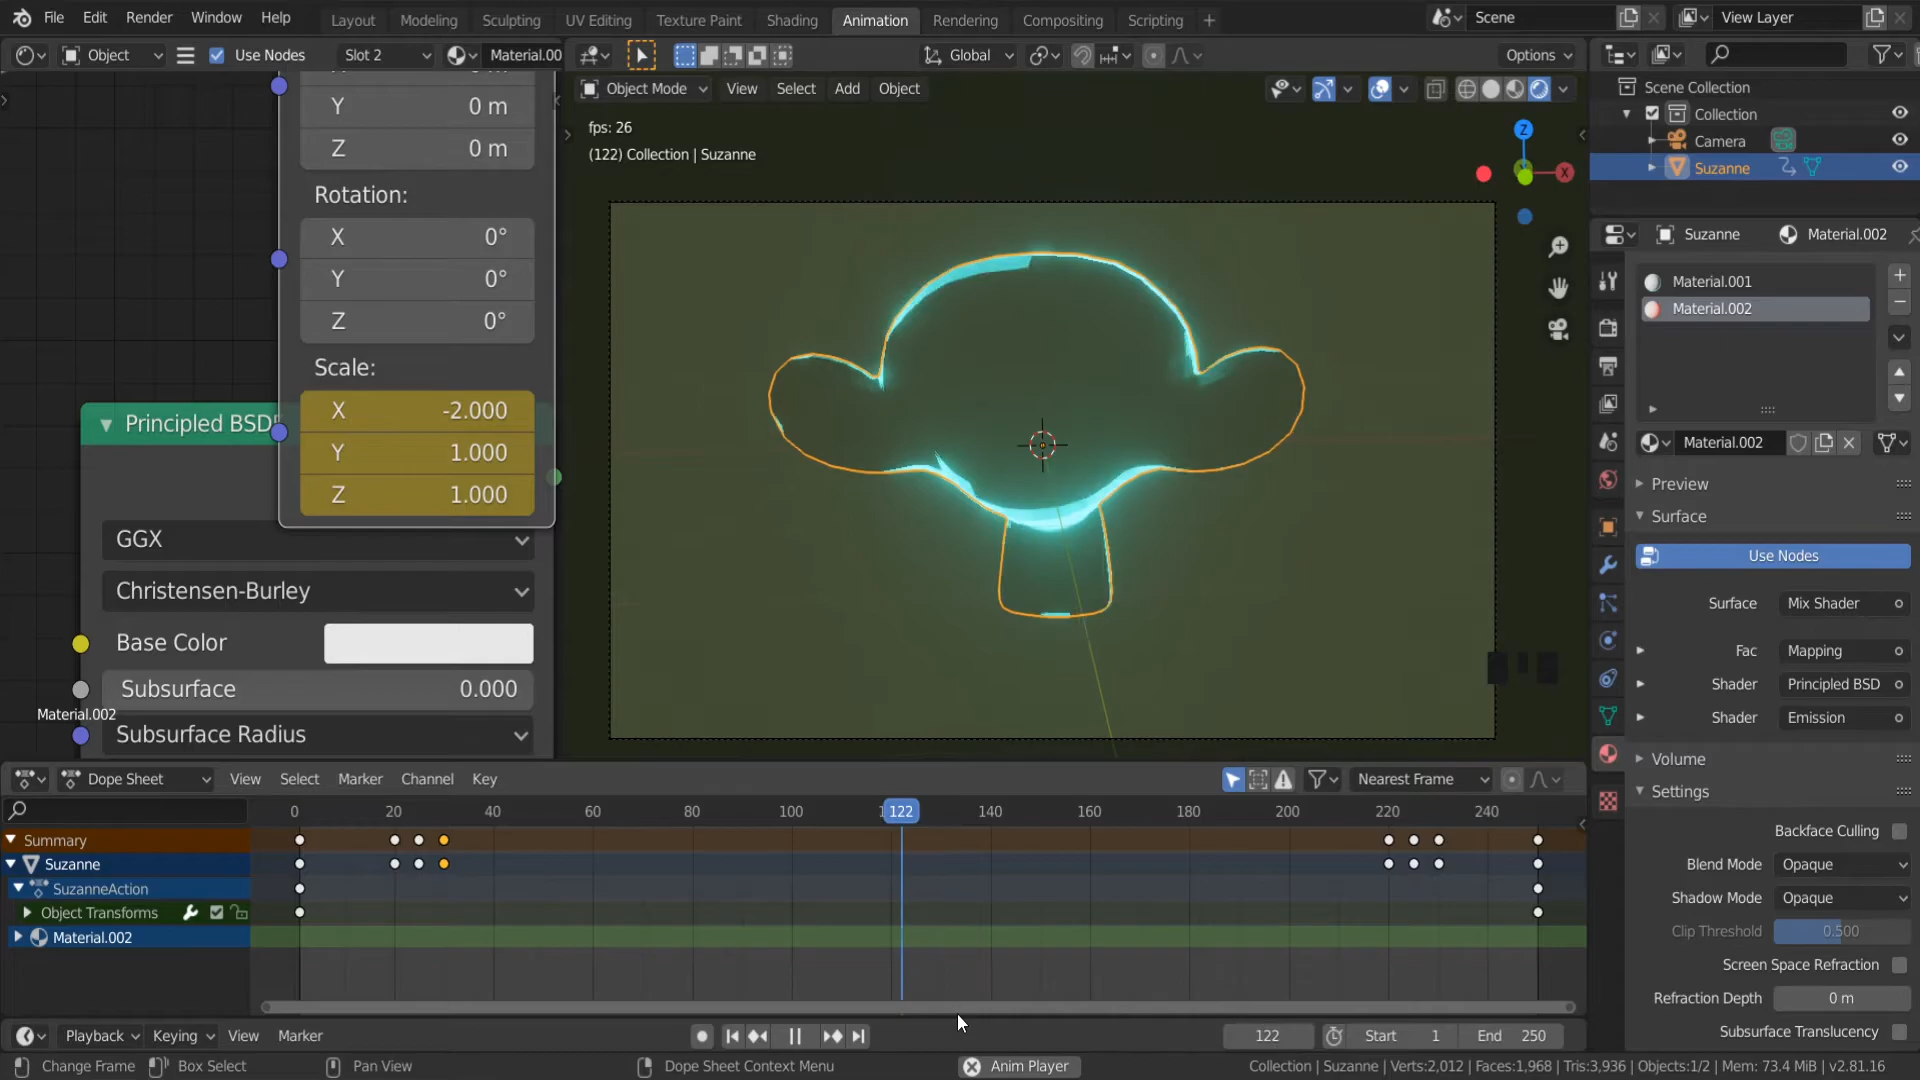 File Edit Render Window Help Layout Modeling Sculpting UV Editing Texture Paint Shading Animation Rendering Compositing Scripting + Scene View Layer
Object Use Nodes Slot 2 Material.00 Global Options
Object Mode View Select Add Object
Y 0 m
Z 0 m
Rotation:
X 0°
Y 0°
Z 0°
Scale:
X -2.000
Y 1.000
Z 1.000
Principled BSD
GGX
Christensen-Burley
Base Color
Subsurface 0.000
Material.002
Subsurface Radius
fps: 26
(122) Collection | Suzanne
Z
X
Scene Collection
Collection
Camera
Suzanne
Suzanne Material.002
Material.001
Material.002
Material.002
Preview
Surface
Use Nodes
Surface Mix Shader
Fac Mapping
Shader Principled BSD
Shader Emission
Volume
Settings
Backface Culling
Blend Mode Opaque
Shadow Mode Opaque
Clip Threshold 0.500
Screen Space Refraction
Refraction Depth 0 m
Subsurface Translucency
Dope Sheet View Select Marker Channel Key Nearest Frame
0 20 40 60 80 100 122 140 160 180 200 220 240
Summary
Suzanne
SuzanneAction
Object Transforms
Material.002
Playback Keying View Marker 122 Start 1 End 250
Change Frame Box Select Pan View Dope Sheet Context Menu Anim Player Collection | Suzanne | Verts:2,012 | Faces:1,968 | Tris:3,936 | Objects:1/2 | Mem: 73.4 MiB | v2.81.16